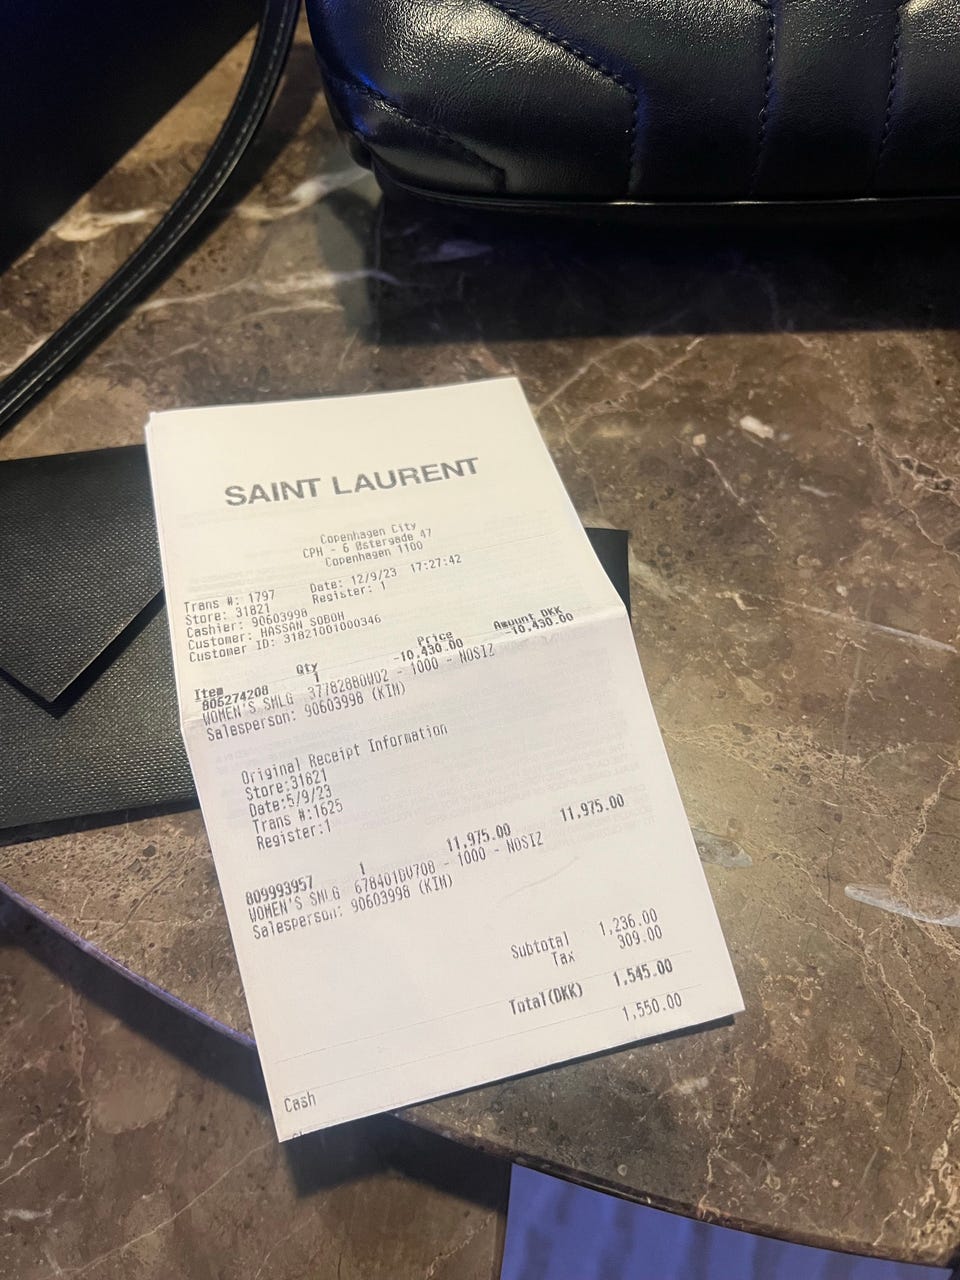 SAINT LAURENT
Copenhagen City
CPH - 6 Østergade 47
Copenhagen 1100
Trans #: 1797 Date: 12/9/23 17:27:42
Store: 31821 Register: 1
Cashier: 90603998
Customer: HASSAN SOBOH
Customer ID: 31821001000346
Item Qty Price Amount DKK
806274208 1 -10,430.00 -10,430.00
WOMEN'S SMLG 377828BOW02 - 1000 - NOSIZ
Salesperson: 90603998 (KIM)
Original Receipt Information
Store:31821
Date:5/9/23
Trans #:1625
Register:1
809993957 1 11,975.00 11,975.00
WOMEN'S SMLG 678401DV708 - 1000 - NOSIZ
Salesperson: 90603998 (KIM)
Subtotal 1,236.00
Tax 309.00
Total(DKK) 1,545.00
1,550.00
Cash